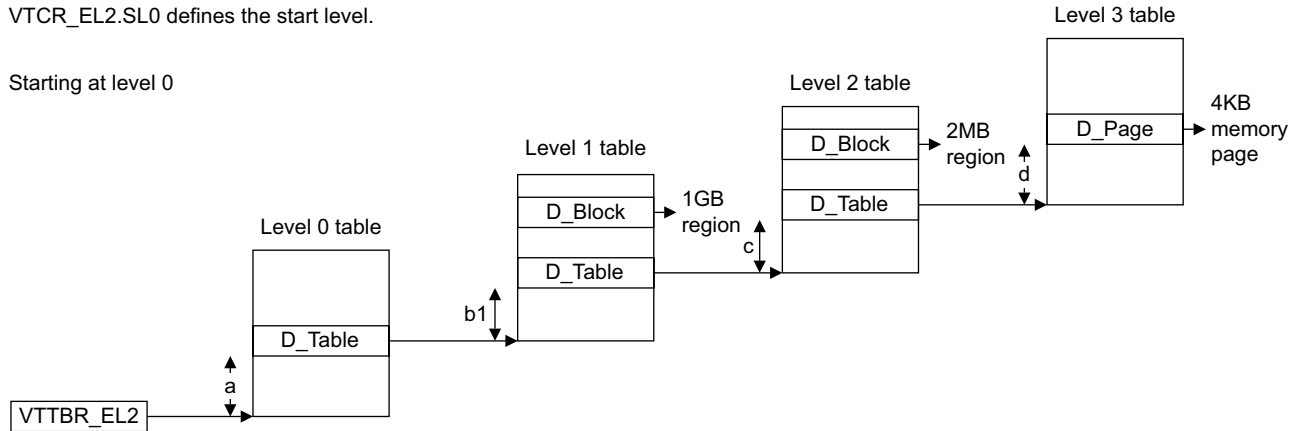 VTCR_EL2.SL0 defines the start level.
Starting at level 0
Level 3 table
D_Page
4KB
memory
page
d
Level 2 table
D_Block
2MB
region
D_Table
c
Level 1 table
D_Block
1GB
region
D_Table
b1
Level 0 table
D_Table
a
VTTBR_EL2